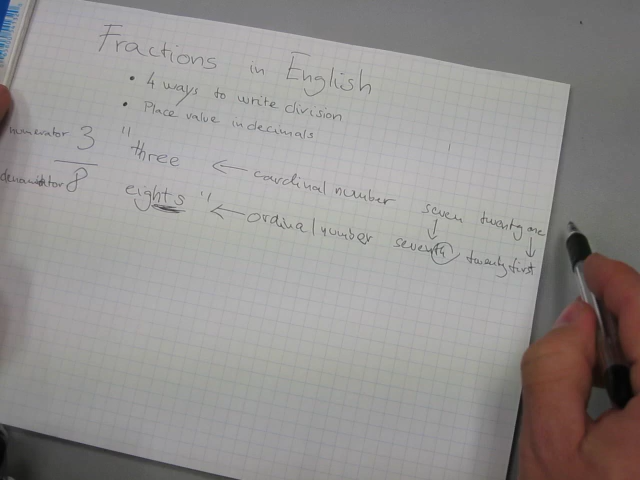 Fractions in English
• 4 ways to write division
• Place value in decimals
numerator 3 "three ← cardinal number
8 eights" ← ordinal number
seven twenty one
seventh twenty first